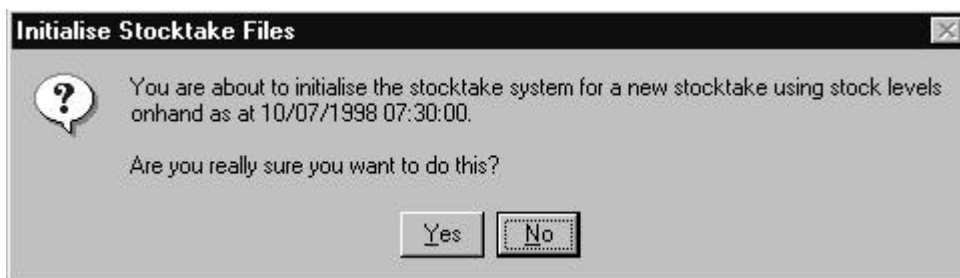 Initialise Stocktake Files
?
You are about to initialise the stocktake system for a new stocktake using stock levels
onhand as at 10/07/1998 07:30:00.
Are you really sure you want to do this?
Yes No